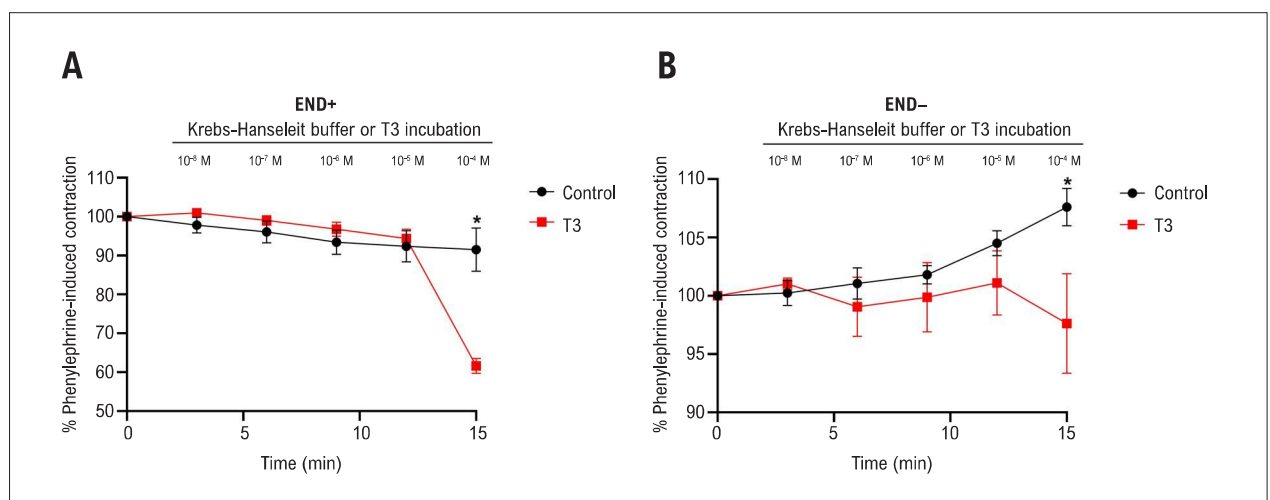 A
END+
Krebs-Hanseleit buffer or T3 incubation
10⁻⁸ M 10⁻⁷ M 10⁻⁶ M 10⁻⁵ M 10⁻⁴ M
% Phenylephrine-induced contraction
110
100
90
80
70
60
50
*
Control
T3
0 5 10 15
Time (min)
B
END–
Krebs-Hanseleit buffer or T3 incubation
10⁻⁸ M 10⁻⁷ M 10⁻⁶ M 10⁻⁵ M 10⁻⁴ M
% Phenylephrine-induced contraction
110
105
100
95
90
*
Control
T3
0 5 10 15
Time (min)